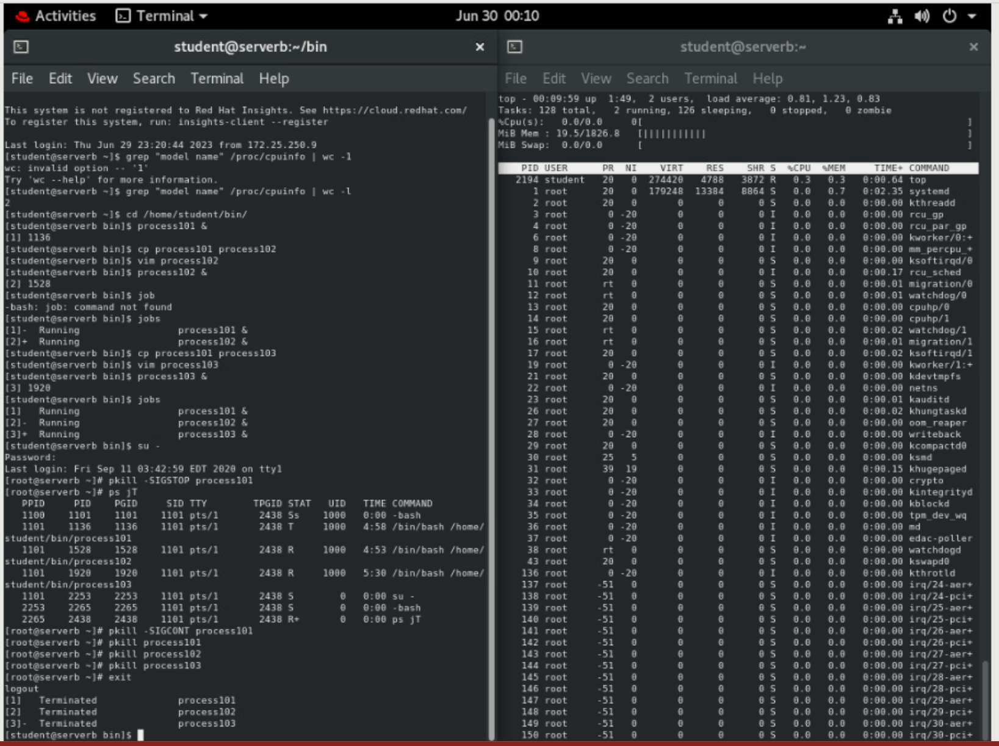 Activities Terminal Jun 30 00:10
student@serverb:~/bin ×
File Edit View Search Terminal Help
This system is not registered to Red Hat Insights. See https://cloud.redhat.com/
To register this system, run: insights-client --register
Last login: Thu Jun 29 23:20:44 2023 from 172.25.250.9
[student@serverb ~]$ grep "model name" /proc/cpuinfo | wc -1
wc: invalid option -- '1'
Try 'wc --help' for more information.
[student@serverb ~]$ grep "model name" /proc/cpuinfo | wc -l
2
[student@serverb ~]$ cd /home/student/bin/
[student@serverb bin]$ process101 &
[1] 1136
[student@serverb bin]$ cp process101 process102
[student@serverb bin]$ vim process102
[student@serverb bin]$ process102 &
[2] 1528
[student@serverb bin]$ job
-bash: job: command not found
[student@serverb bin]$ jobs
[1]-  Running                 process101 &
[2]+  Running                 process102 &
[student@serverb bin]$ cp process101 process103
[student@serverb bin]$ vim process103
[student@serverb bin]$ process103 &
[3] 1920
[student@serverb bin]$ jobs
[1]   Running                 process101 &
[2]-  Running                 process102 &
[3]+  Running                 process103 &
[student@serverb bin]$ su -
Password:
Last login: Fri Sep 11 03:42:59 EDT 2020 on tty1
[root@serverb ~]# pkill -SIGSTOP process101
[root@serverb ~]# ps jT
PPID PID PGID SID TTY TPGID STAT UID TIME COMMAND
1100 1101 1101 1101 pts/1 2438 Ss 1000 0:00 -bash
1101 1136 1136 1101 pts/1 2438 T 1000 4:58 /bin/bash /home/
student/bin/process101
1101 1528 1528 1101 pts/1 2438 R 1000 4:53 /bin/bash /home/
student/bin/process102
1101 1920 1920 1101 pts/1 2438 R 1000 5:30 /bin/bash /home/
student/bin/process103
1101 2253 2253 1101 pts/1 2438 S 0 0:00 su -
2253 2265 2265 1101 pts/1 2438 S 0 0:00 -bash
2265 2438 2438 1101 pts/1 2438 R+ 0 0:00 ps jT
[root@serverb ~]# pkill -SIGCONT process101
[root@serverb ~]# pkill process101
[root@serverb ~]# pkill process102
[root@serverb ~]# pkill process103
[root@serverb ~]# exit
logout
[1]   Terminated              process101
[2]   Terminated              process102
[3]-  Terminated              process103
[student@serverb bin]$
student@serverb:~ ×
File Edit View Search Terminal Help
top - 00:09:59 up 1:49, 2 users, load average: 0.81, 1.23, 0.83
Tasks: 128 total, 2 running, 126 sleeping, 0 stopped, 0 zombie
%Cpu(s): 0.0/0.0 0[ ]
MiB Mem : 19.5/1826.8 [||||||||||| ]
MiB Swap: 0.0/0.0 [ ]
PID USER PR NI VIRT RES SHR S %CPU %MEM TIME+ COMMAND
2194 student 20 0 274420 4788 3872 R 0.3 0.3 0:00.64 top
1 root 20 0 179248 13384 8864 S 0.0 0.7 0:02.35 systemd
2 root 20 0 0 0 0 S 0.0 0.0 0:00.00 kthreadd
3 root 0 -20 0 0 0 I 0.0 0.0 0:00.00 rcu_gp
4 root 0 -20 0 0 0 I 0.0 0.0 0:00.00 rcu_par_gp
6 root 0 -20 0 0 0 I 0.0 0.0 0:00.00 kworker/0:+
8 root 0 -20 0 0 0 I 0.0 0.0 0:00.00 mm_percpu_+
9 root 20 0 0 0 0 S 0.0 0.0 0:00.00 ksoftirqd/0
10 root 20 0 0 0 0 I 0.0 0.0 0:00.17 rcu_sched
11 root rt 0 0 0 0 S 0.0 0.0 0:00.01 migration/0
12 root rt 0 0 0 0 S 0.0 0.0 0:00.01 watchdog/0
13 root 20 0 0 0 0 S 0.0 0.0 0:00.00 cpuhp/0
14 root 20 0 0 0 0 S 0.0 0.0 0:00.00 cpuhp/1
15 root rt 0 0 0 0 S 0.0 0.0 0:00.02 watchdog/1
16 root rt 0 0 0 0 S 0.0 0.0 0:00.01 migration/1
17 root 20 0 0 0 0 S 0.0 0.0 0:00.02 ksoftirqd/1
19 root 0 -20 0 0 0 I 0.0 0.0 0:00.00 kworker/1:+
21 root 20 0 0 0 0 S 0.0 0.0 0:00.00 kdevtmpfs
22 root 0 -20 0 0 0 I 0.0 0.0 0:00.00 netns
23 root 20 0 0 0 0 S 0.0 0.0 0:00.01 kauditd
26 root 20 0 0 0 0 S 0.0 0.0 0:00.02 khungtaskd
27 root 20 0 0 0 0 S 0.0 0.0 0:00.00 oom_reaper
28 root 0 -20 0 0 0 I 0.0 0.0 0:00.00 writeback
29 root 20 0 0 0 0 S 0.0 0.0 0:00.00 kcompactd0
30 root 25 5 0 0 0 S 0.0 0.0 0:00.00 ksmd
31 root 39 19 0 0 0 S 0.0 0.0 0:00.15 khugepaged
32 root 0 -20 0 0 0 I 0.0 0.0 0:00.00 crypto
33 root 0 -20 0 0 0 I 0.0 0.0 0:00.00 kintegrityd
34 root 0 -20 0 0 0 I 0.0 0.0 0:00.00 kblockd
35 root 0 -20 0 0 0 I 0.0 0.0 0:00.00 tpm_dev_wq
36 root 0 -20 0 0 0 I 0.0 0.0 0:00.00 md
37 root 0 -20 0 0 0 I 0.0 0.0 0:00.00 edac-poller
38 root rt 0 0 0 0 S 0.0 0.0 0:00.00 watchdogd
43 root 20 0 0 0 0 S 0.0 0.0 0:00.00 kswapd0
136 root 0 -20 0 0 0 I 0.0 0.0 0:00.00 kthrotld
137 root -51 0 0 0 0 S 0.0 0.0 0:00.00 irq/24-aer+
138 root -51 0 0 0 0 S 0.0 0.0 0:00.00 irq/24-pci+
139 root -51 0 0 0 0 S 0.0 0.0 0:00.00 irq/25-aer+
140 root -51 0 0 0 0 S 0.0 0.0 0:00.00 irq/25-pci+
141 root -51 0 0 0 0 S 0.0 0.0 0:00.00 irq/26-aer+
142 root -51 0 0 0 0 S 0.0 0.0 0:00.00 irq/26-pci+
143 root -51 0 0 0 0 S 0.0 0.0 0:00.00 irq/27-aer+
144 root -51 0 0 0 0 S 0.0 0.0 0:00.00 irq/27-pci+
145 root -51 0 0 0 0 S 0.0 0.0 0:00.00 irq/28-aer+
146 root -51 0 0 0 0 S 0.0 0.0 0:00.00 irq/28-pci+
147 root -51 0 0 0 0 S 0.0 0.0 0:00.00 irq/29-aer+
148 root -51 0 0 0 0 S 0.0 0.0 0:00.00 irq/29-pci+
149 root -51 0 0 0 0 S 0.0 0.0 0:00.00 irq/30-aer+
150 root -51 0 0 0 0 S 0.0 0.0 0:00.00 irq/30-pci+